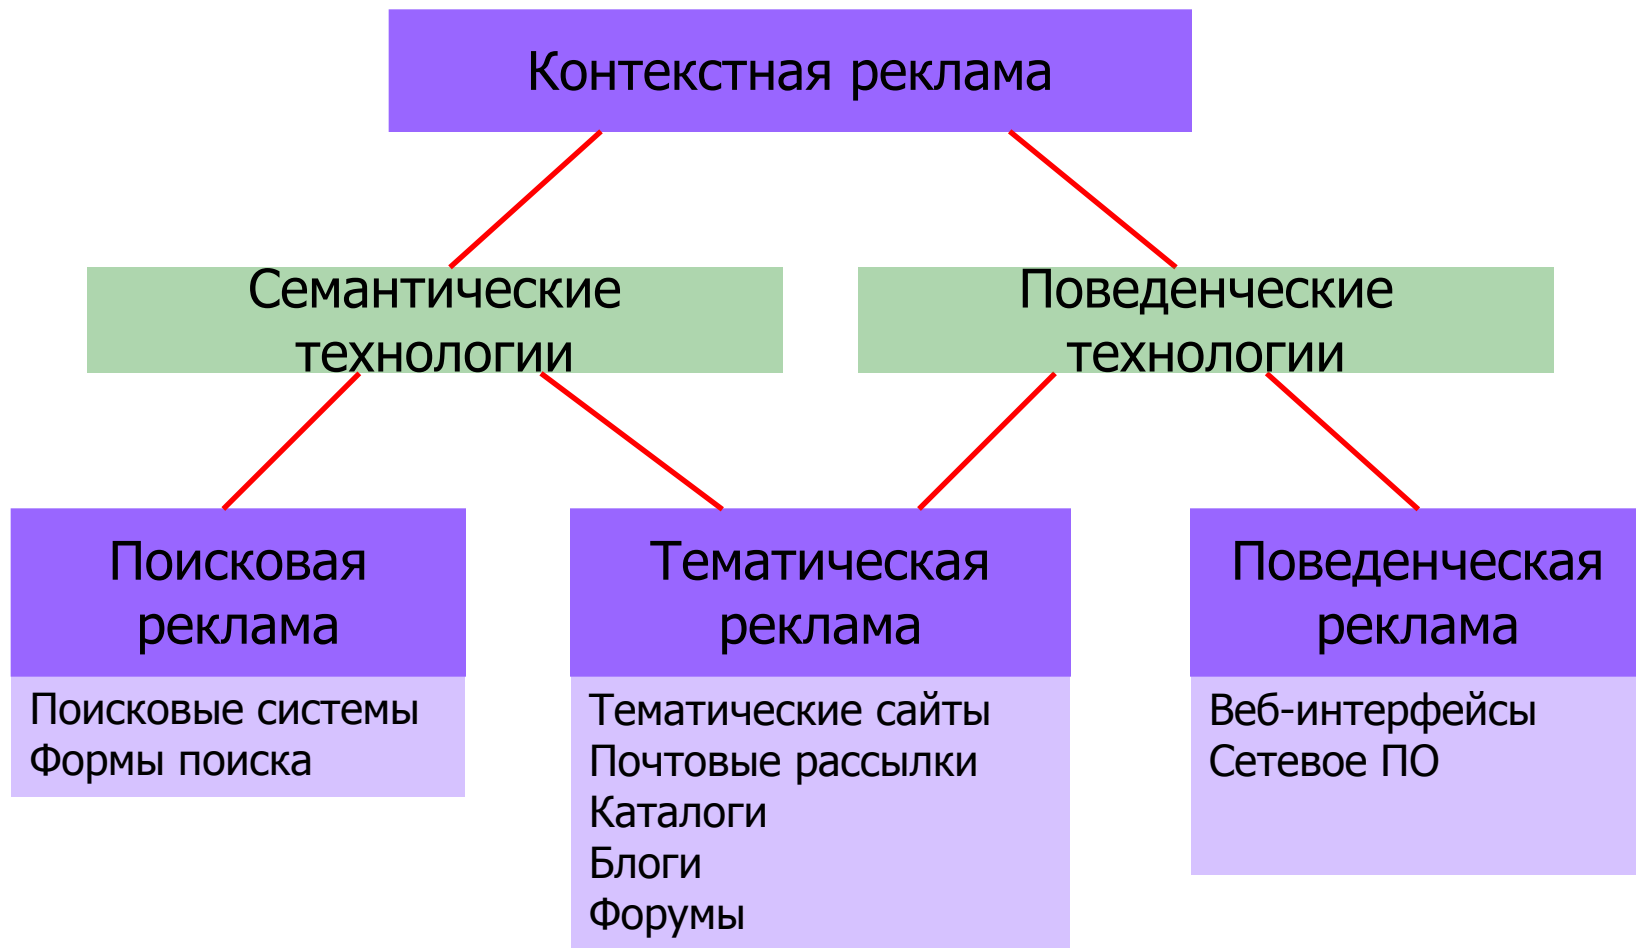 Контекстная реклама
Семантические
технологии
Поведенческие
технологии
Поисковая
реклама
Поисковые системы
Формы поиска
Тематическая
реклама
Тематические сайты
Почтовые рассылки
Каталоги
Блоги
Форумы
Поведенческая
реклама
Веб-интерфейсы
Сетевое ПО